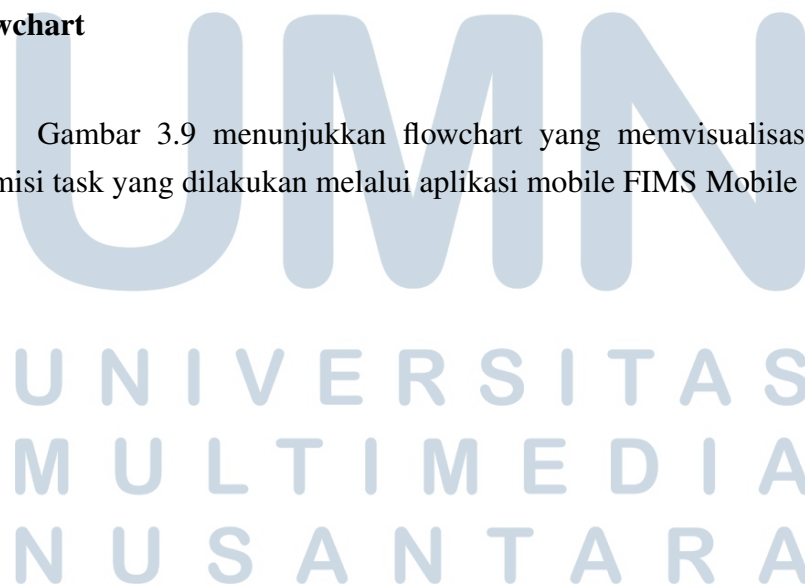 wchart
Gambar 3.9 menunjukkan flowchart yang memvisualisas
misi task yang dilakukan melalui aplikasi mobile FIMS Mobile
UMN
UNIVERSITAS
MULTIMEDIA
NUSANTARA